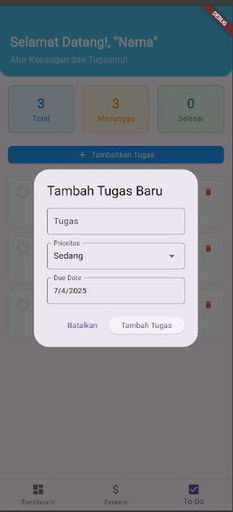 DEBUG
Selamat Datang!, "Nama"
Atur Keuangan dan Tugasmu!
3
3
0
Total
Menunggu
Selesai
+ Tambahkan Tugas
Tambah Tugas Baru
Tugas
Prioritas
Sedang
Due Date
7/4/2025
Batalkan
Tambah Tugas
Dashboard
Finance
To-Do